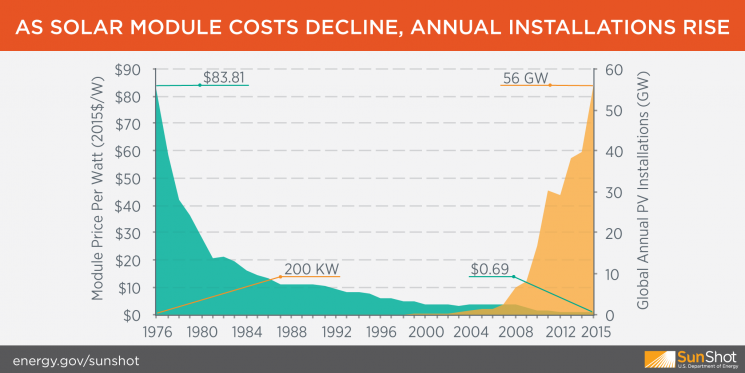 AS SOLAR MODULE COSTS DECLINE, ANNUAL INSTALLATIONS RISE
Module Price Per Watt (2015$/W)
$90
$80
$70
$60
$50
$40
$30
$20
$10
$0
$83.81
200 KW
56 GW
$0.69
60
50
40
30
20
10
0
Global Annual PV Installations (GW)
1976 1980 1984 1988 1992 1996 2000 2004 2008 2012 2015
energy.gov/sunshot
SunShot
U.S. Department of Energy